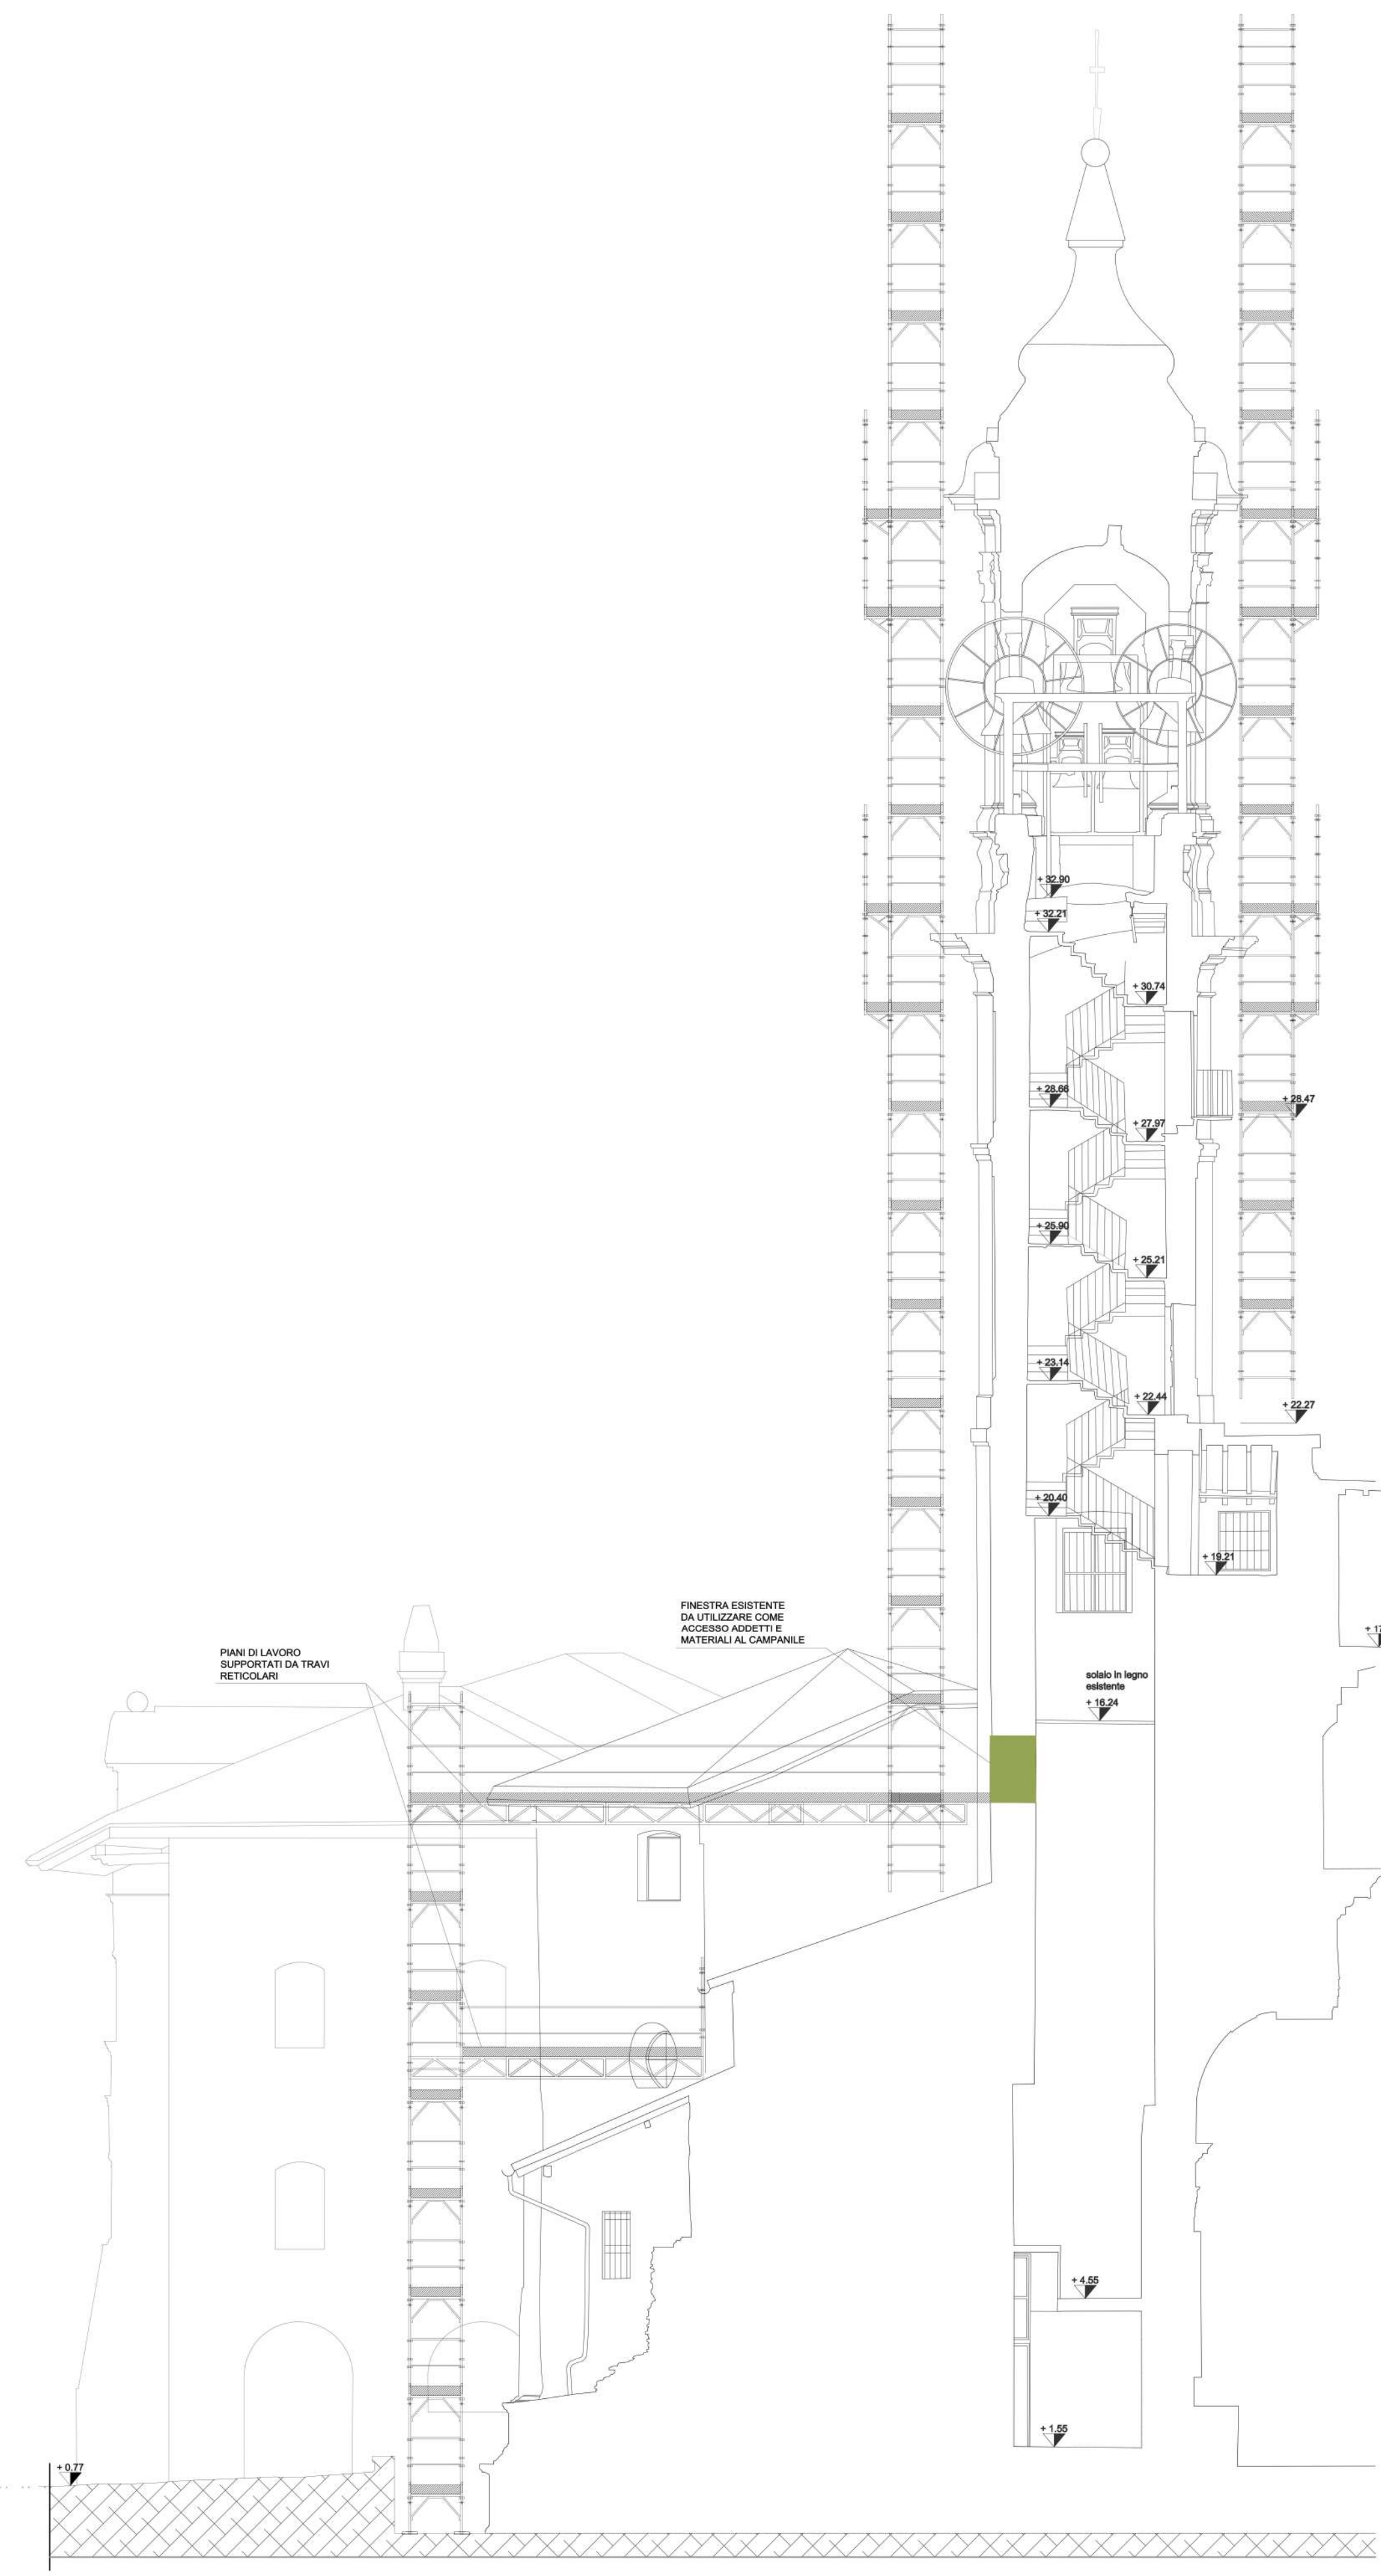 + 32.90
+ 32.21
+ 30.74
+ 28.66
+ 28.47
+ 27.97
+ 25.90
+ 25.21
+ 23.14
+ 22.44
+ 22.27
+ 20.40
+ 19.21
FINESTRA ESISTENTE
DA UTILIZZARE COME
ACCESSO ADDETTI E
MATERIALI AL CAMPANILE
PIANI DI LAVORO
SUPPORTATI DA TRAVI
RETICOLARI
solaio in legno
esistente
+ 16.24
+ 4.55
+ 1.55
+ 0.77